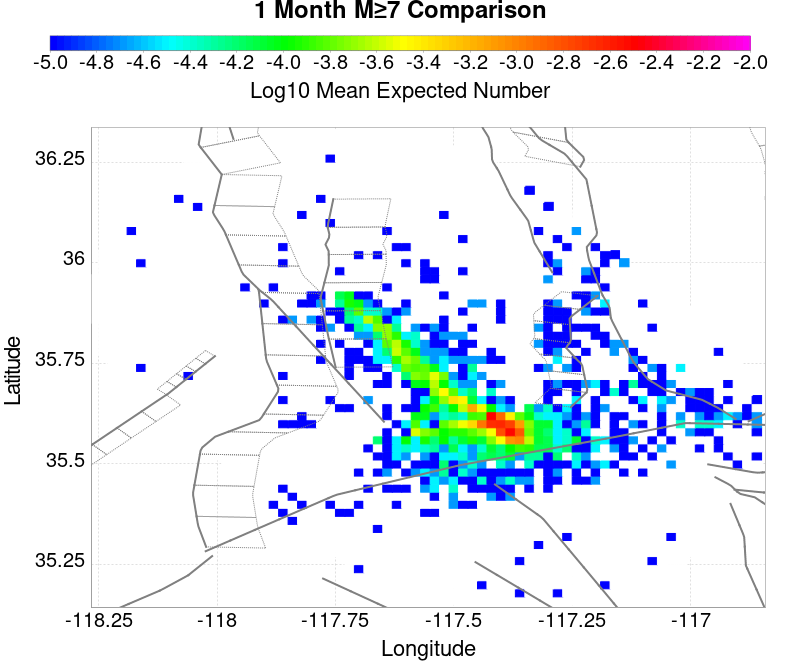 1 Month M≥7 Comparison
-5.0 -4.8 -4.6 -4.4 -4.2 -4.0 -3.8 -3.6 -3.4 -3.2 -3.0 -2.8 -2.6 -2.4 -2.2 -2.0
Log10 Mean Expected Number
36.25
36
35.75
Latitude
35.5
35.25
-118.25 -118 -117.75 -117.5 -117.25 -117
Longitude